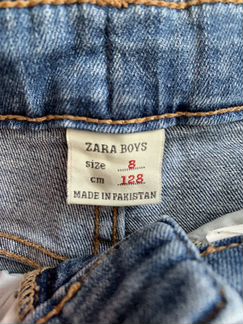 ZARA BOYS
size 8
cm 128
MADE IN PAKISTAN